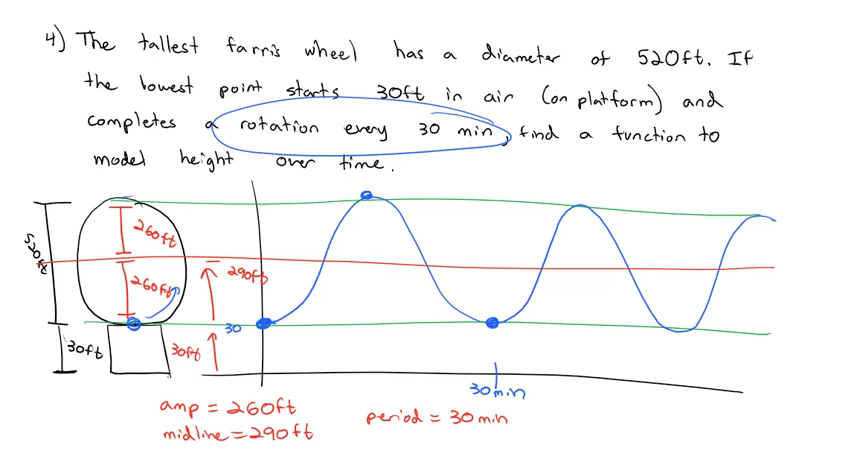 4) The tallest farris wheel has a diameter of 520ft. If
the lowest point starts 30ft in air (on platform) and
completes a rotation every 30 min, find a function to
model height over time.
520ft
260ft
260ft
290ft
30
30ft
30ft
30min
amp = 260ft
midline = 290ft
period = 30min